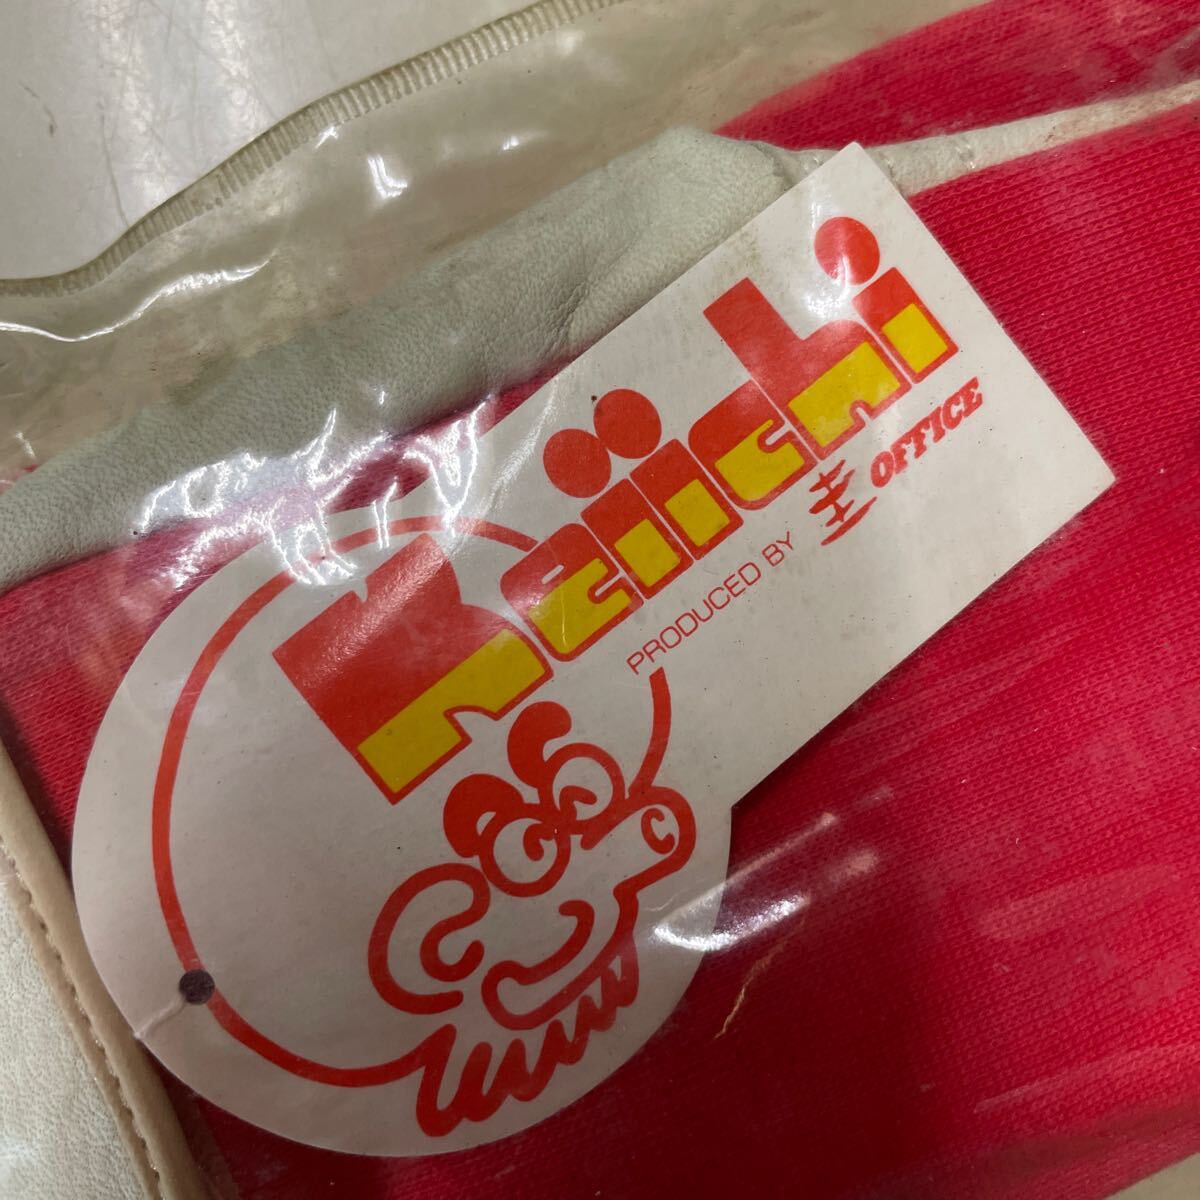 Keiichi
PRODUCED BY 圭 OFFICE
C